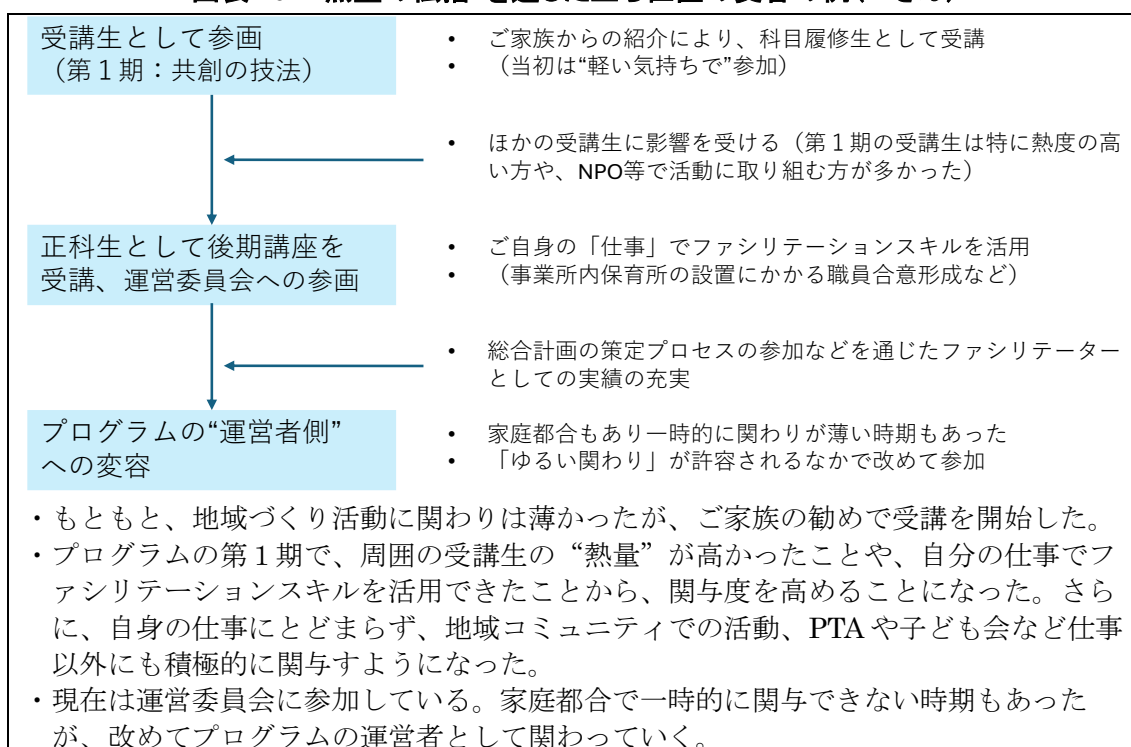 受講生として参画
（第１期：共創の技法）
• ご家族からの紹介により、科目履修生として受講
• （当初は“軽い気持ちで”参加）
• ほかの受講生に影響を受ける（第１期の受講生は特に熱度の高
い方や、NPO等で活動に取り組む方が多かった）
正科生として後期講座を
受講、運営委員会への参画
• ご自身の「仕事」でファシリテーションスキルを活用
• （事業所内保育所の設置にかかる職員合意形成など）
• 総合計画の策定プロセスの参加などを通じたファシリテーター
としての実績の充実
プログラムの“運営者側”
への変容
• 家庭都合もあり一時的に関わりが薄い時期もあった
• 「ゆるい関わり」が許容されるなかで改めて参加
・もともと、地域づくり活動に関わりは薄かったが、ご家族の勧めで受講を開始した。
・プログラムの第１期で、周囲の受講生の“熱量”が高かったことや、自分の仕事でフ
ァシリテーションスキルを活用できたことから、関与度を高めることになった。さら
に、自身の仕事にとどまらず、地域コミュニティでの活動、PTA や子ども会など仕事
以外にも積極的に関与すようになった。
・現在は運営委員会に参加している。家庭都合で一時的に関与できない時期もあった
が、改めてプログラムの運営者として関わっていく。